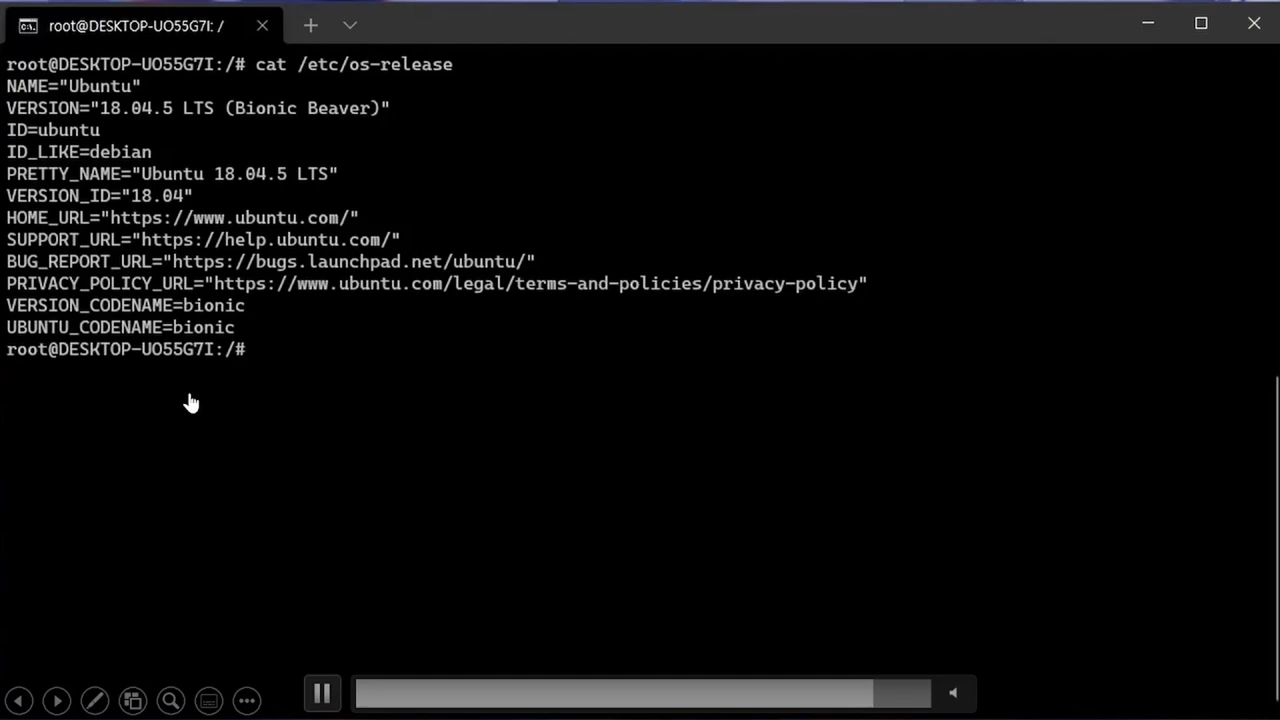 root@DESKTOP-UO55G7I: /
root@DESKTOP-UO55G7I:/# cat /etc/os-release
NAME="Ubuntu"
VERSION="18.04.5 LTS (Bionic Beaver)"
ID=ubuntu
ID_LIKE=debian
PRETTY_NAME="Ubuntu 18.04.5 LTS"
VERSION_ID="18.04"
HOME_URL="https://www.ubuntu.com/"
SUPPORT_URL="https://help.ubuntu.com/"
BUG_REPORT_URL="https://bugs.launchpad.net/ubuntu/"
PRIVACY_POLICY_URL="https://www.ubuntu.com/legal/terms-and-policies/privacy-policy"
VERSION_CODENAME=bionic
UBUNTU_CODENAME=bionic
root@DESKTOP-UO55G7I:/#